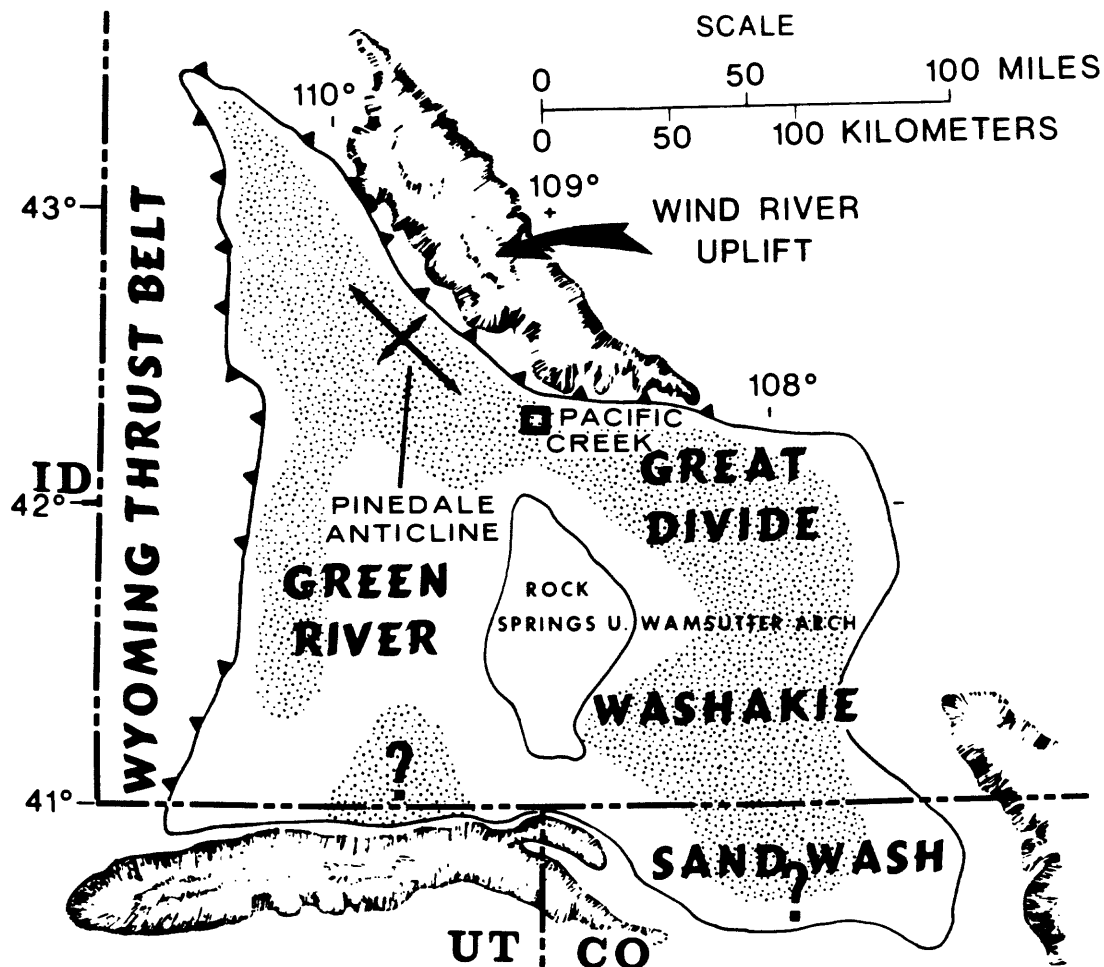 SCALE
0 50 100 MILES
0 50 100 KILOMETERS
110°
109°
43°
WIND RIVER
UPLIFT
WYOMING THRUST BELT
108°
PACIFIC
CREEK
GREAT
DIVIDE
ID
42°
PINEDALE
ANTICLINE
GREEN
RIVER
ROCK
SPRINGS U.
WAMSUTTER ARCH
WASHAKIE
?
41°
SAND WASH
?
UT
CO